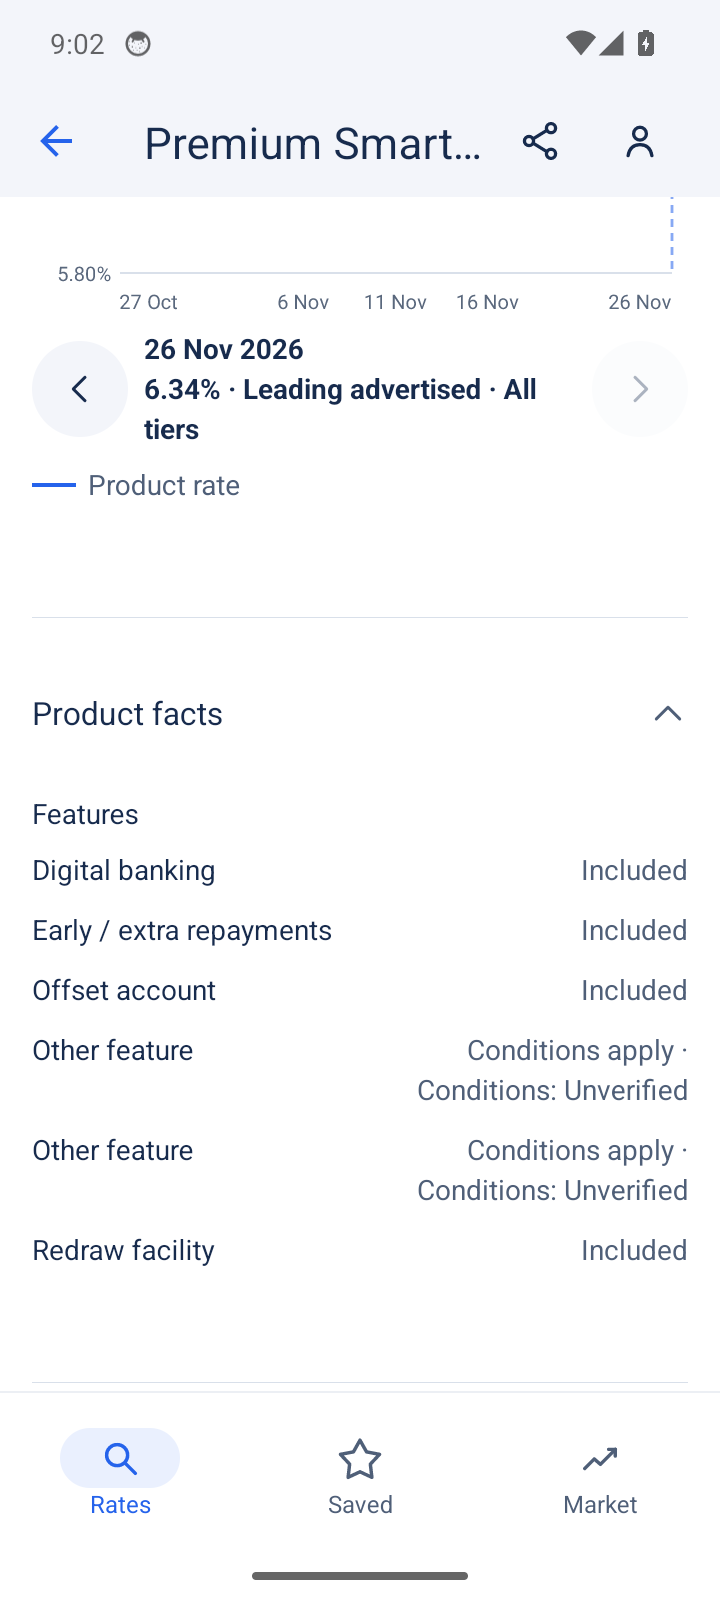 9:02
Premium Smart...
5.80%
27 Oct 6 Nov 11 Nov 16 Nov 26 Nov
26 Nov 2026
6.34% · Leading advertised · All
tiers
Product rate
Product facts
Features
Digital banking Included
Early / extra repayments Included
Offset account Included
Other feature Conditions apply ·
Conditions: Unverified
Other feature Conditions apply ·
Conditions: Unverified
Redraw facility Included
Rates Saved Market